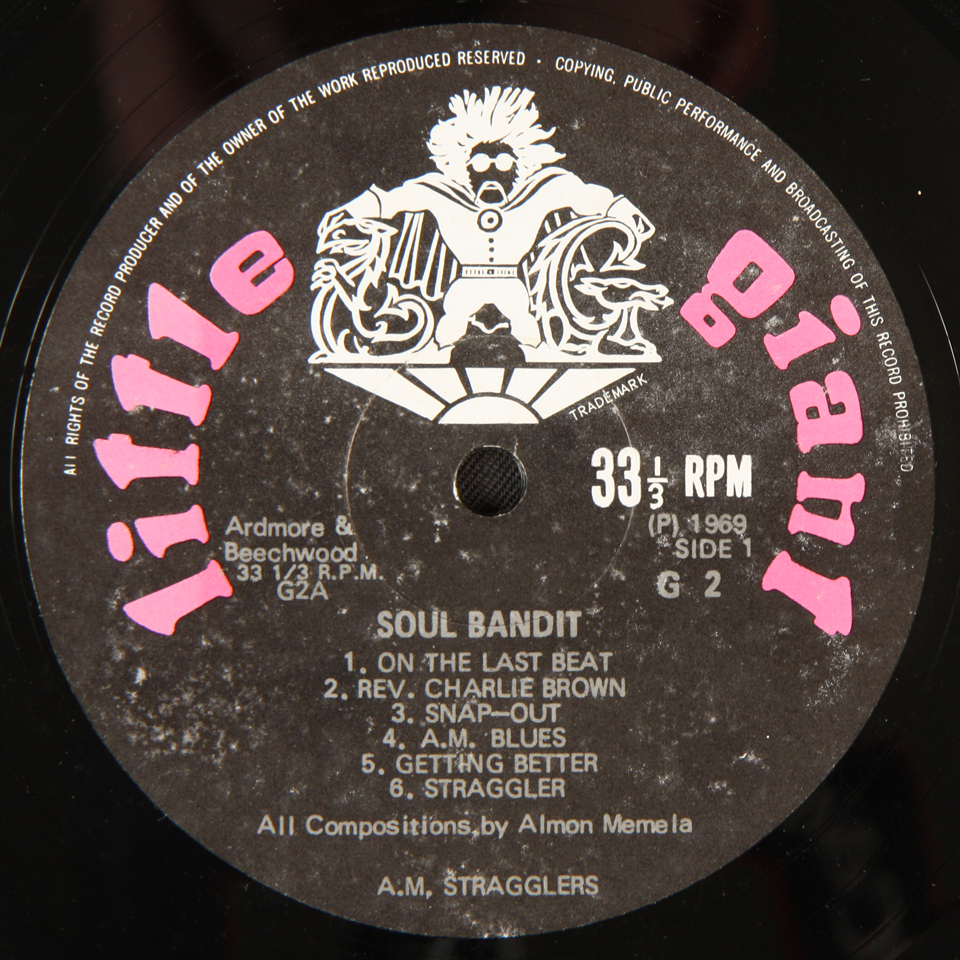 All RIGHTS OF THE RECORD PRODUCER AND OF THE OWNER OF THE WORK REPRODUCED RESERVED · COPYING, PUBLIC PERFORMANCE AND BROADCASTING OF THIS RECORD PROHIBITED
little giant
TRADEMARK
33 1/3 RPM
Ardmore &
Beechwood
33 1/3 R.P.M.
G2A
(P) 1969
SIDE 1
G 2
SOUL BANDIT
1. ON THE LAST BEAT
2. REV. CHARLIE BROWN
3. SNAP—OUT
4. A.M. BLUES
5. GETTING BETTER
6. STRAGGLER
All Compositions,by Almon Memela
A.M, STRAGGLERS